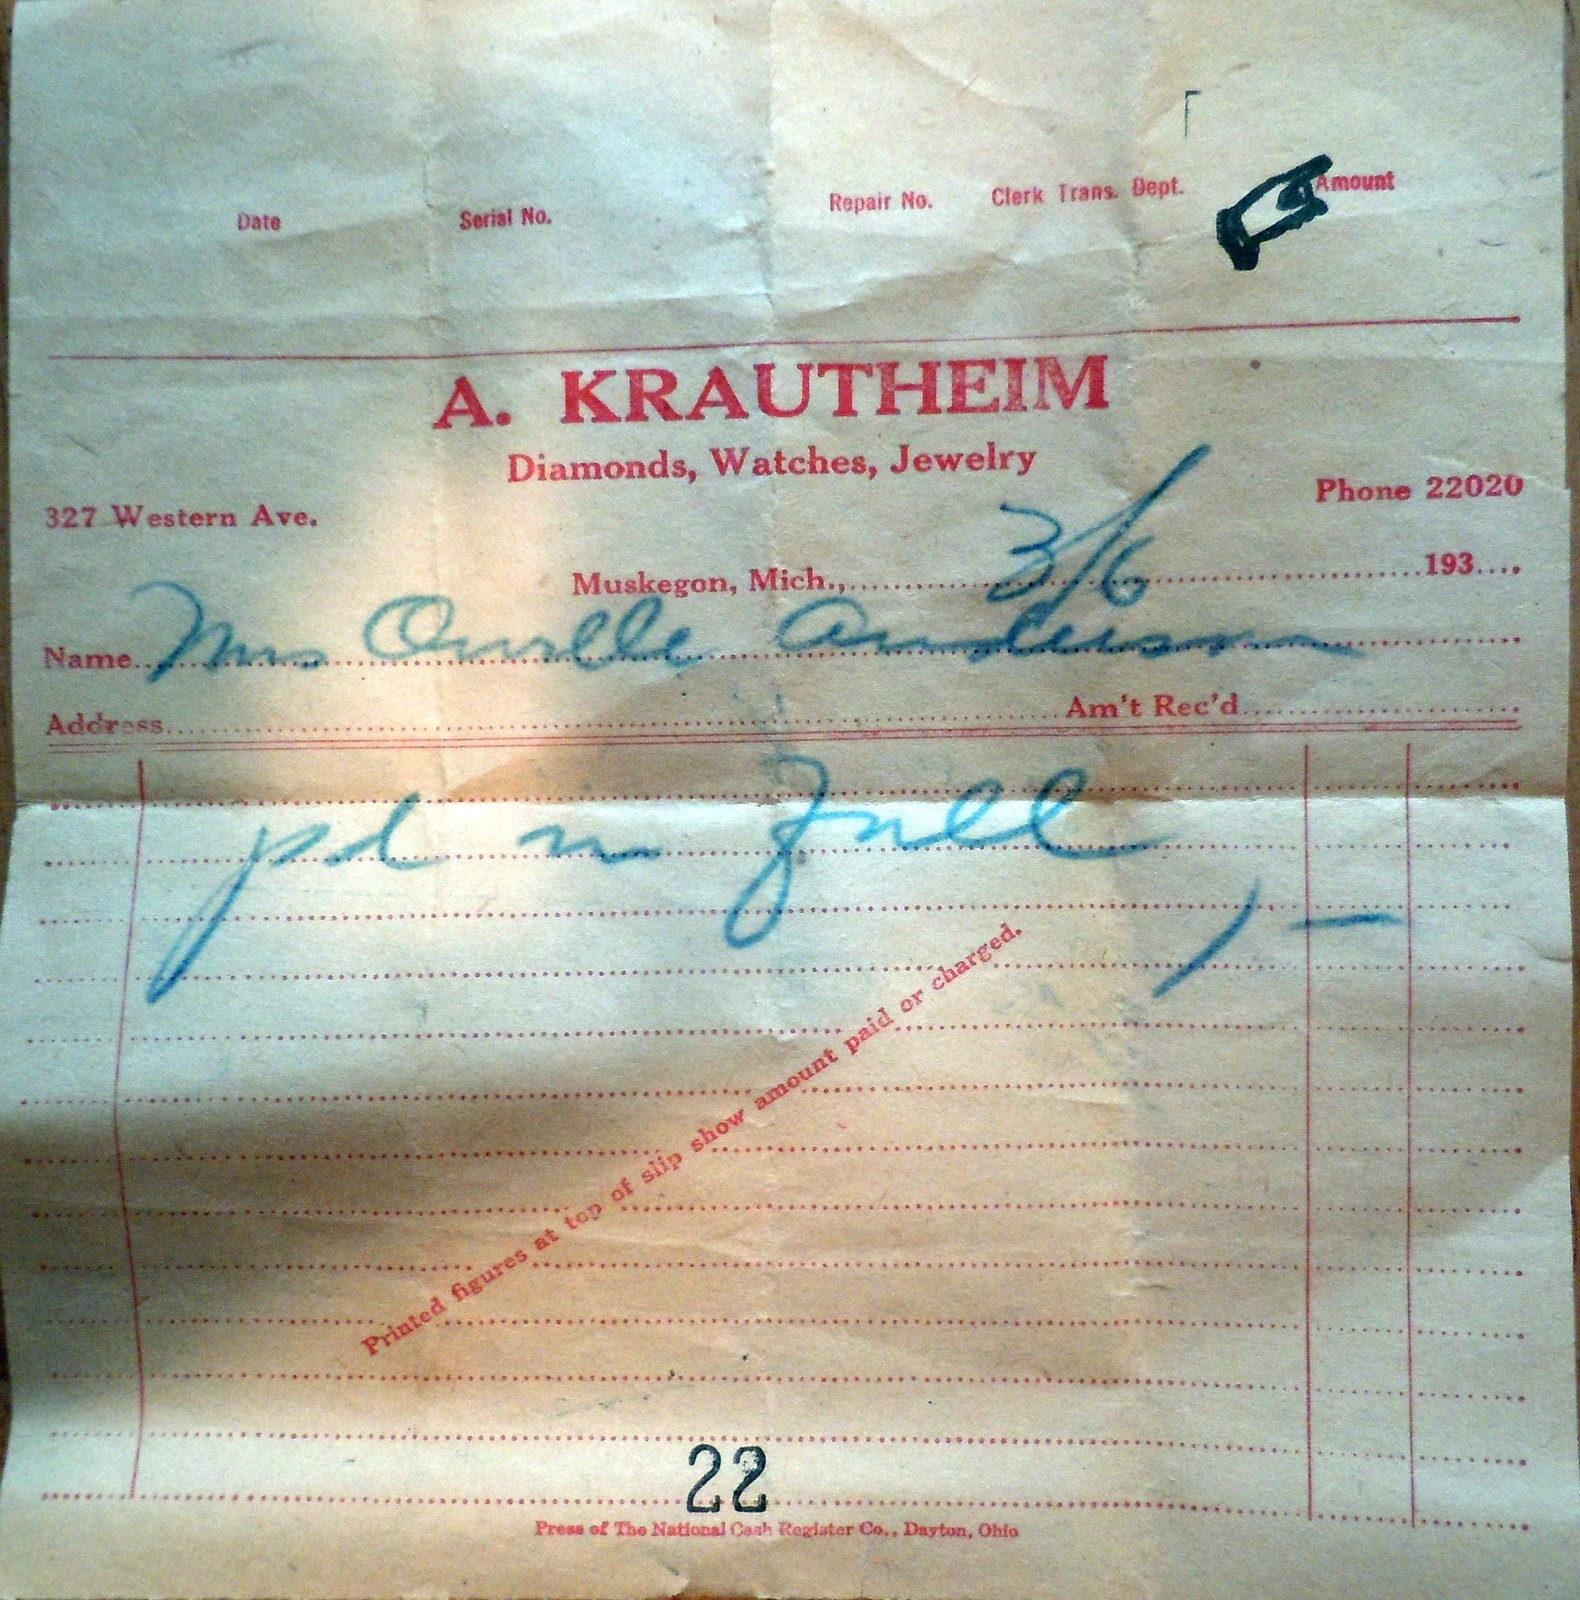 Date Serial No. Repair No. Clerk Trans. Dept. Amount
A. KRAUTHEIM
Diamonds, Watches, Jewelry
327 Western Ave. Phone 22020
Muskegon, Mich., 3/6 193
Name Mrs Orville Anderson
Address Am't Rec'd
pd in full
1 —
Printed figures at top of slip show amount paid or charged.
22
Press of The National Cash Register Co., Dayton, Ohio